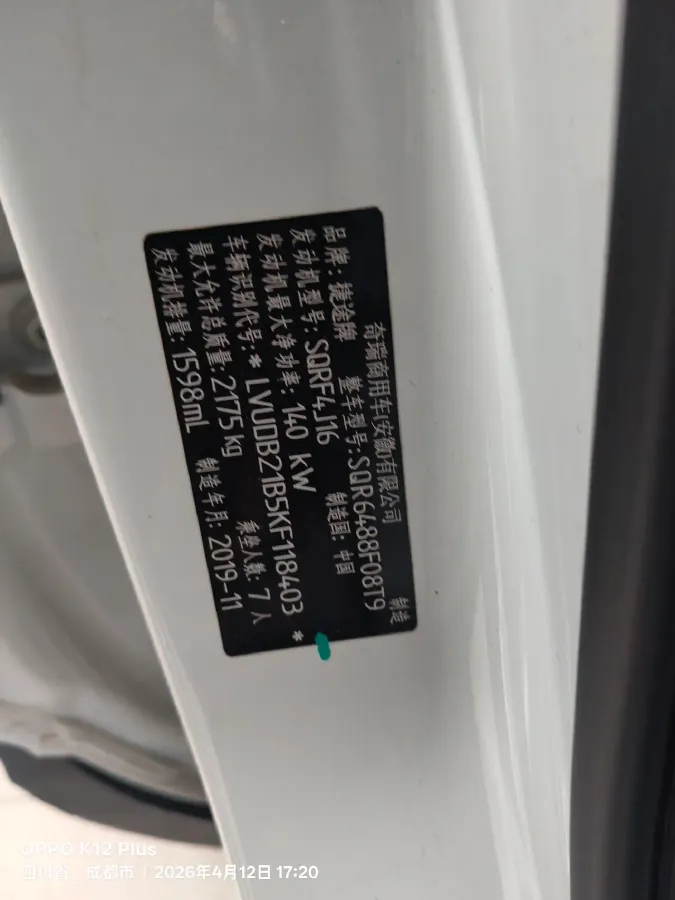 奇瑞商用车(安徽)有限公司 制造
品牌:捷途牌 整车型号:SQR6488F08T9
发动机型号:SQRF4J16 制造国:中国
发动机最大净功率:140 kW
车辆识别代号:* LVUDB21B5KF118403 *
最大允许总质量:2175kg 乘坐人数:7人
发动机排量:1598mL 制造年月:2019-11
OPPO K12 Plus
四川省,成都市 | 2026年4月12日 17:20